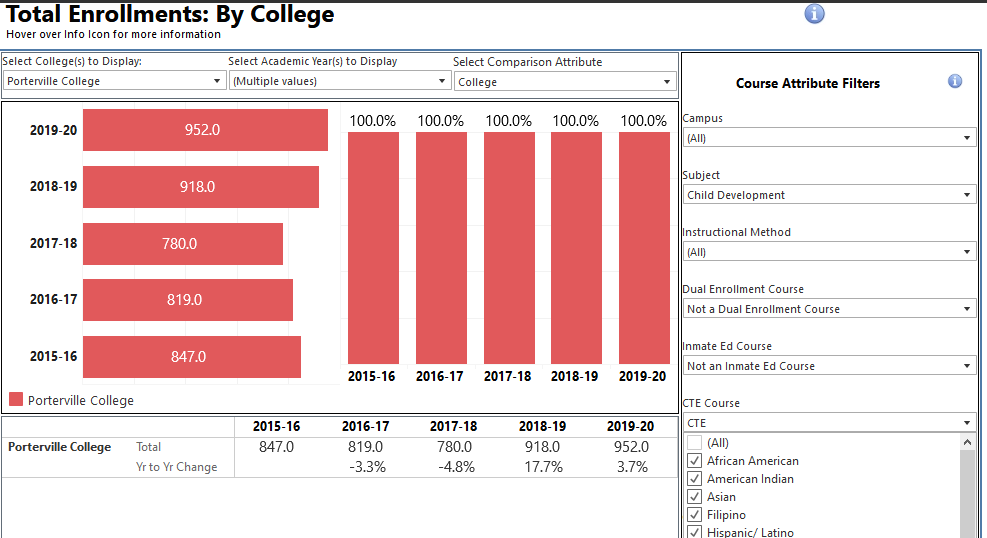 Total Enrollments: By College
Hover over Info Icon for more information
Select College(s) to Display:
Porterville College
Select Academic Year(s) to Display
(Multiple values)
Select Comparison Attribute
College
2019-20 952.0
2018-19 918.0
2017-18 780.0
2016-17 819.0
2015-16 847.0
100.0% 100.0% 100.0% 100.0% 100.0%
2015-16 2016-17 2017-18 2018-19 2019-20
Porterville College
2015-16 2016-17 2017-18 2018-19 2019-20
Porterville College Total 847.0 819.0 780.0 918.0 952.0
Yr to Yr Change -3.3% -4.8% 17.7% 3.7%
Course Attribute Filters
Campus
(All)
Subject
Child Development
Instructional Method
(All)
Dual Enrollment Course
Not a Dual Enrollment Course
Inmate Ed Course
Not an Inmate Ed Course
CTE Course
CTE
(All)
African American
American Indian
Asian
Filipino
Hispanic/ Latino